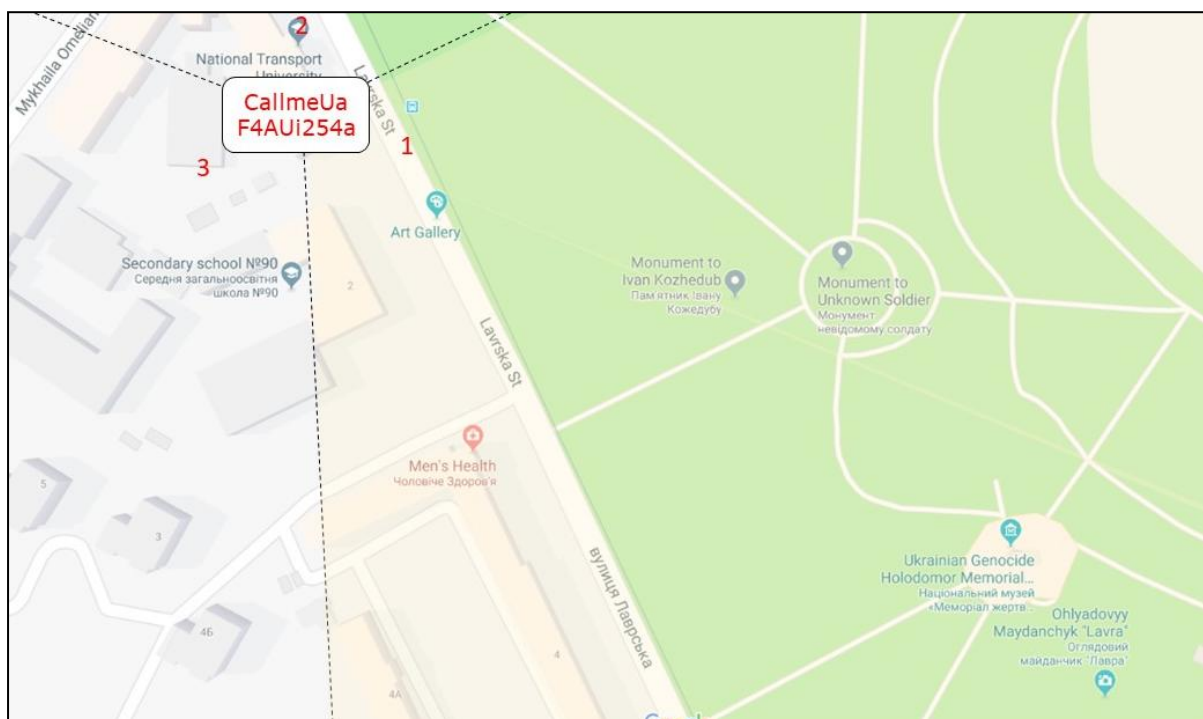 2
Mykhaila Omelian
National Transport
University
CallmeUa
F4AUi254a
Lavrska St
1
3
Art Gallery
Secondary school №90
Середня загальноосвітня
школа №90
2
Monument to
Ivan Kozhedub
Пам'ятник Івану
Кожедубу
Monument to
Unknown Soldier
Монумент
невідомому солдату
Lavrska St
Men's Health
Чоловіче Здоров'я
5
3
4Б
вулиця Лаврська
4
4А
Ukrainian Genocide
Holodomor Memorial...
Національний музей
«Меморіал жертв...
Ohlyadovyy
Maydanchyk "Lavra"
Оглядовий
майданчик "Лавра"